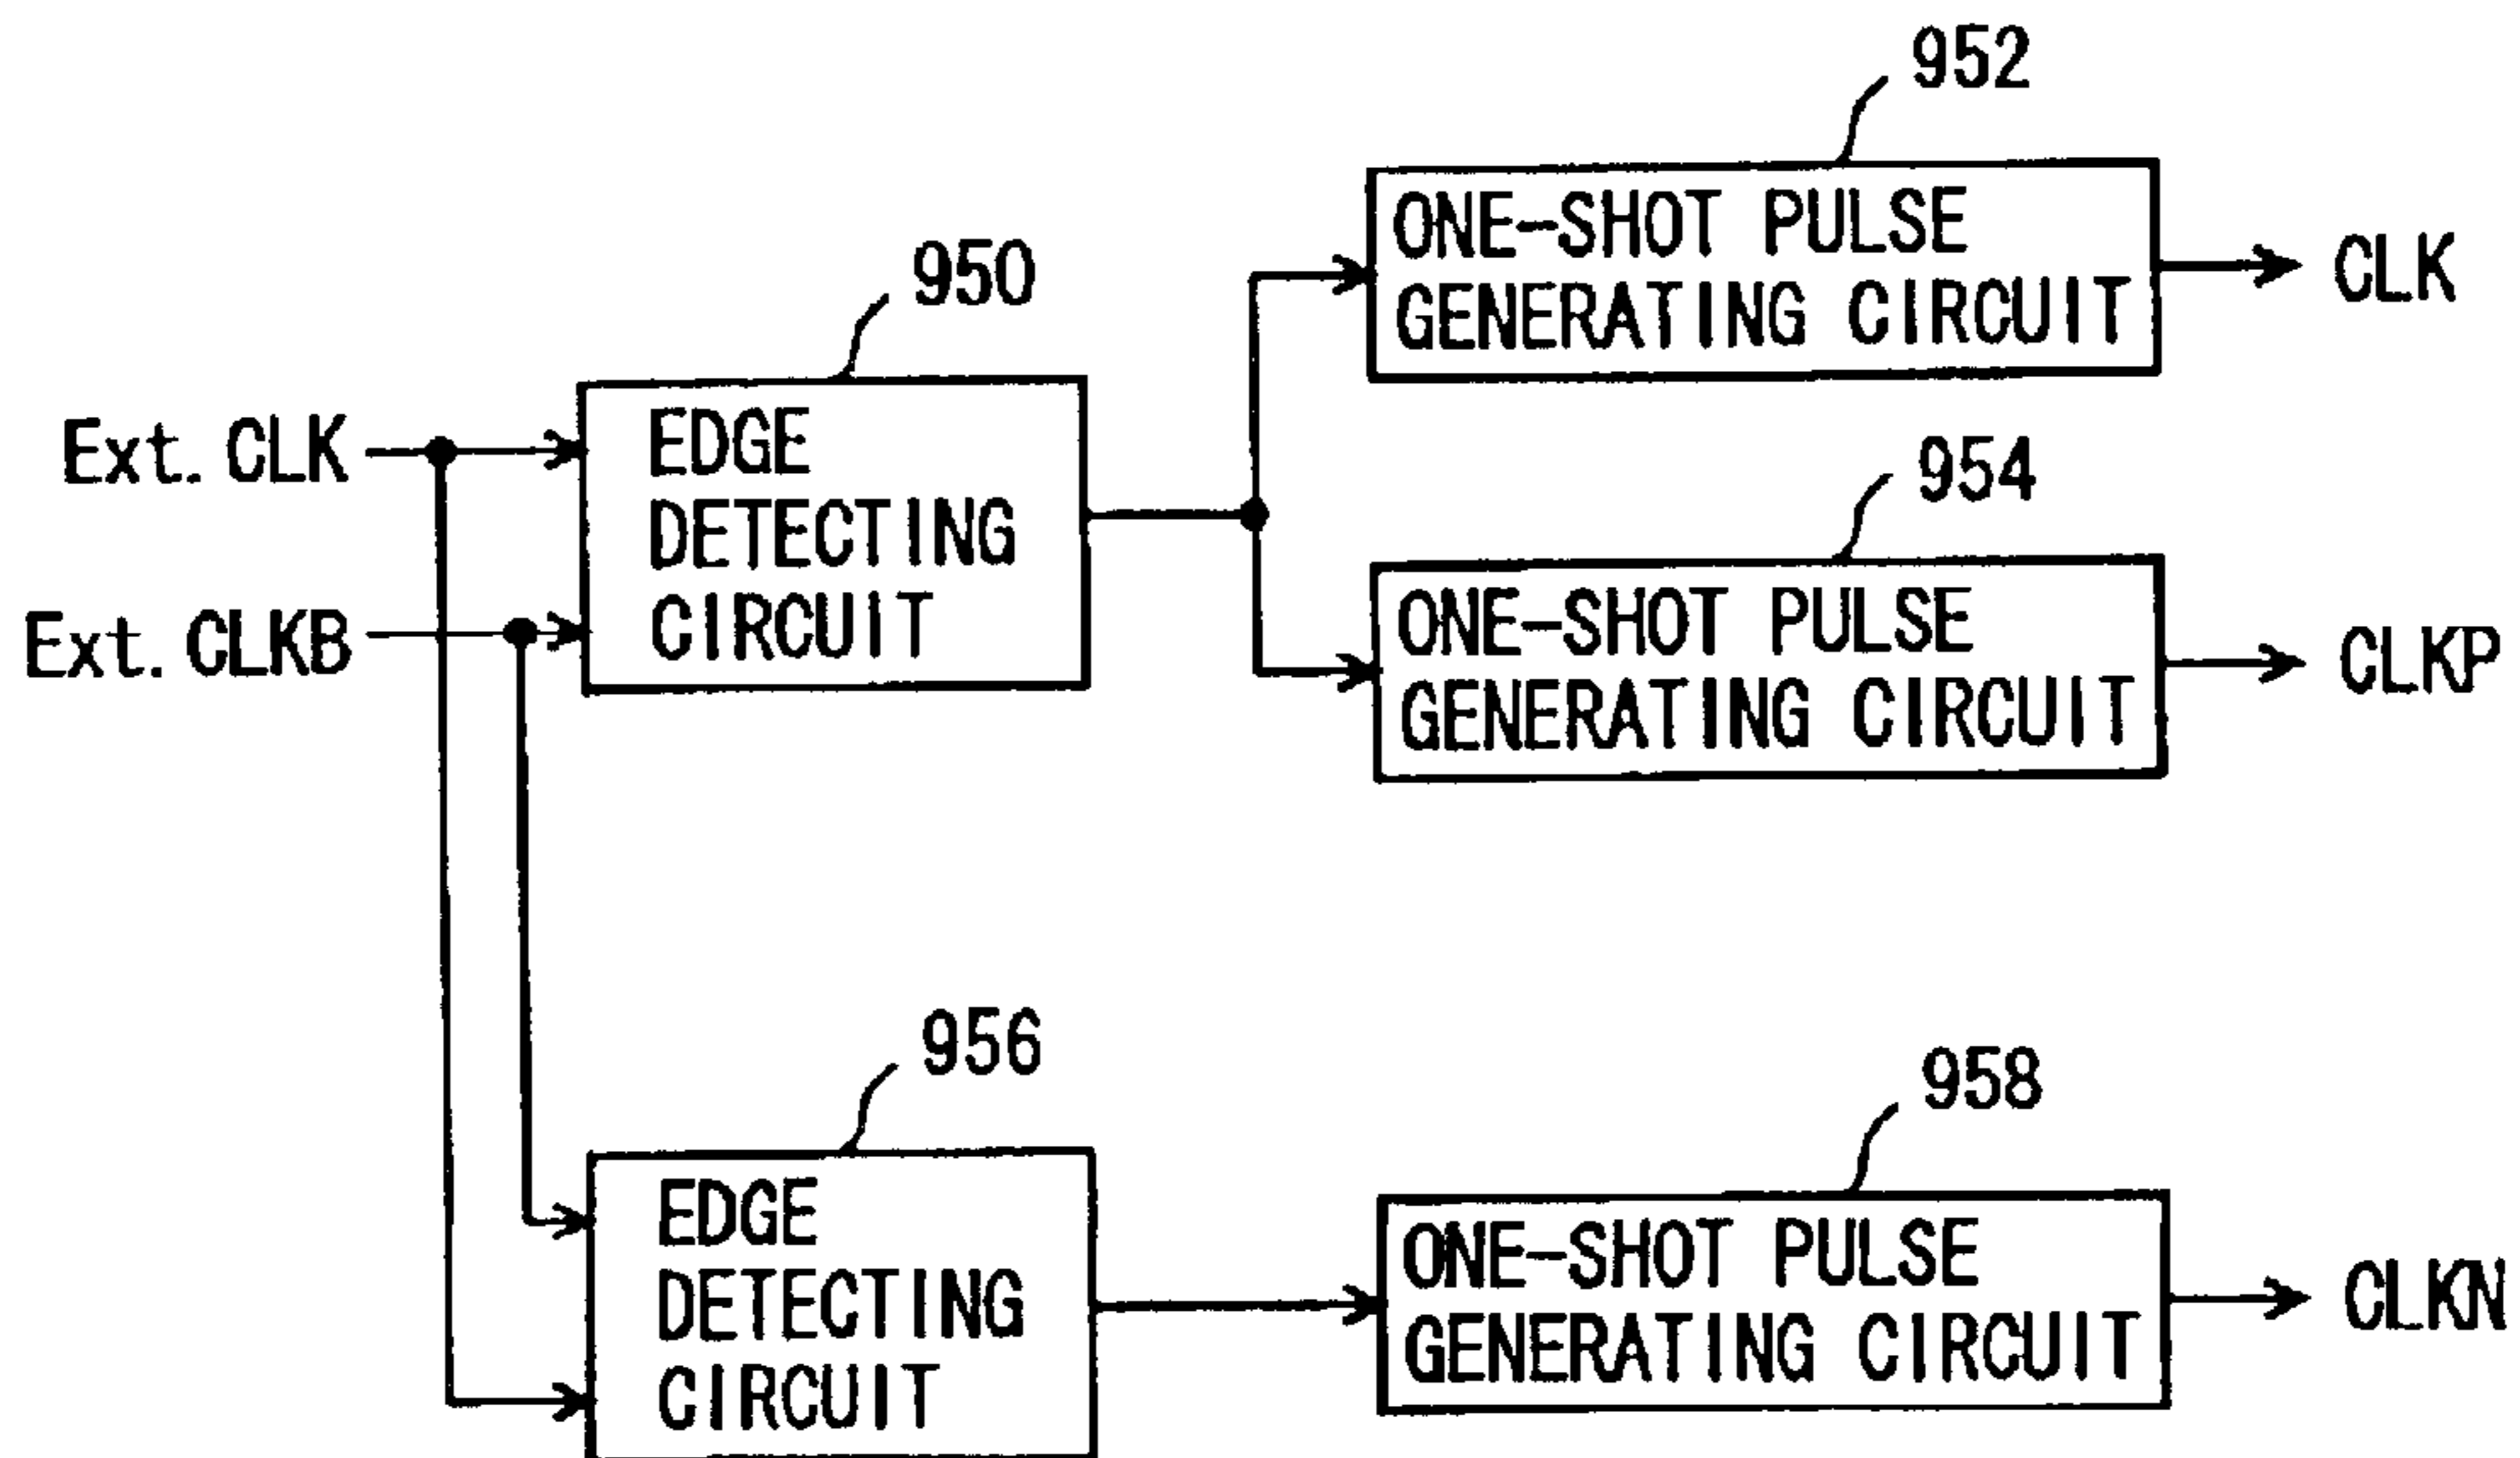 952
ONE-SHOT PULSE
GENERATING CIRCUIT
CLK
950
Ext. CLK
EDGE
DETECTING
CIRCUIT
Ext. CLKB
954
ONE-SHOT PULSE
GENERATING CIRCUIT
CLKP
956
EDGE
DETECTING
CIRCUIT
958
ONE-SHOT PULSE
GENERATING CIRCUIT
CLKN